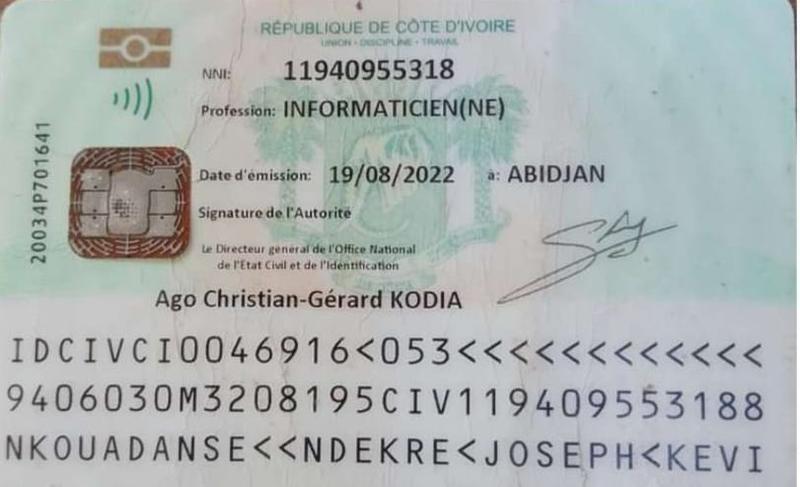 RÉPUBLIQUE DE CÔTE D'IVOIRE
UNION - DISCIPLINE - TRAVAIL
NNI: 11940955318
Profession: INFORMATICIEN(NE)
Date d'émission: 19/08/2022 à: ABIDJAN
Signature de l'Autorité
Le Directeur général de l'Office National
de l'État Civil et de l'Identification
Ago Christian-Gérard KODIA
20034P701641
IDCIVCI0046916<053<<<<<<<<<<<<
9406030M3208195CIV119409553188
NKOUADANSE<<NDEKRE<JOSEPH<KEVI